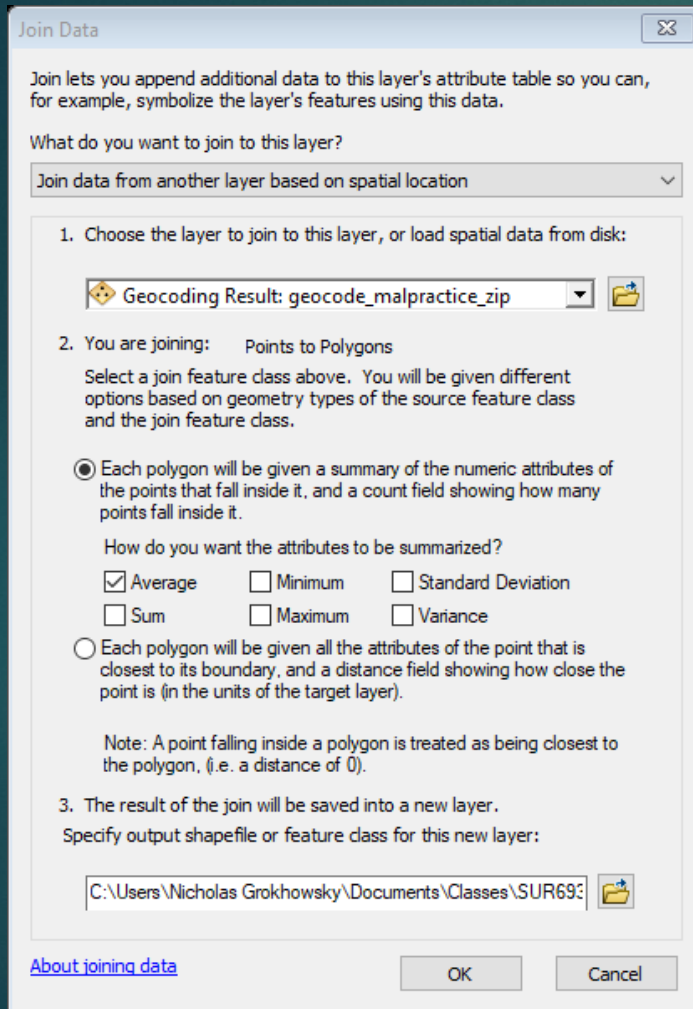 Join Data
Join lets you append additional data to this layer's attribute table so you can,
for example, symbolize the layer's features using this data.
What do you want to join to this layer?
Join data from another layer based on spatial location
1. Choose the layer to join to this layer, or load spatial data from disk:
Geocoding Result: geocode_malpractice_zip
2. You are joining: Points to Polygons
Select a join feature class above. You will be given different
options based on geometry types of the source feature class
and the join feature class.
Each polygon will be given a summary of the numeric attributes of
the points that fall inside it, and a count field showing how many
points fall inside it.
How do you want the attributes to be summarized?
Average Minimum Standard Deviation
Sum Maximum Variance
Each polygon will be given all the attributes of the point that is
closest to its boundary, and a distance field showing how close the
point is (in the units of the target layer).
Note: A point falling inside a polygon is treated as being closest to
the polygon, (i.e. a distance of 0).
3. The result of the join will be saved into a new layer.
Specify output shapefile or feature class for this new layer:
C:\Users\Nicholas Grokhowsky\Documents\Classes\SUR693
About joining data OK Cancel